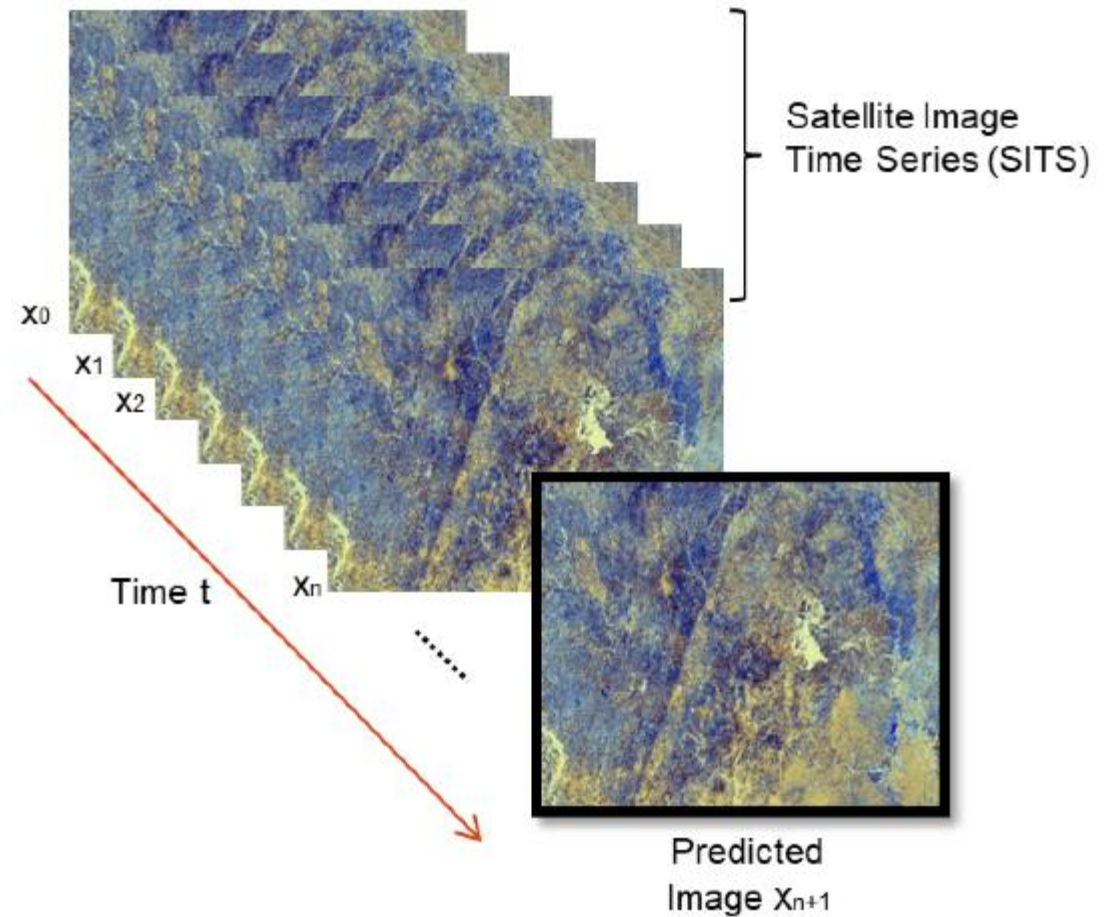 Satellite Image
Time Series (SITS)
x0
x1
x2
Time t
xn
Predicted
Image xn+1